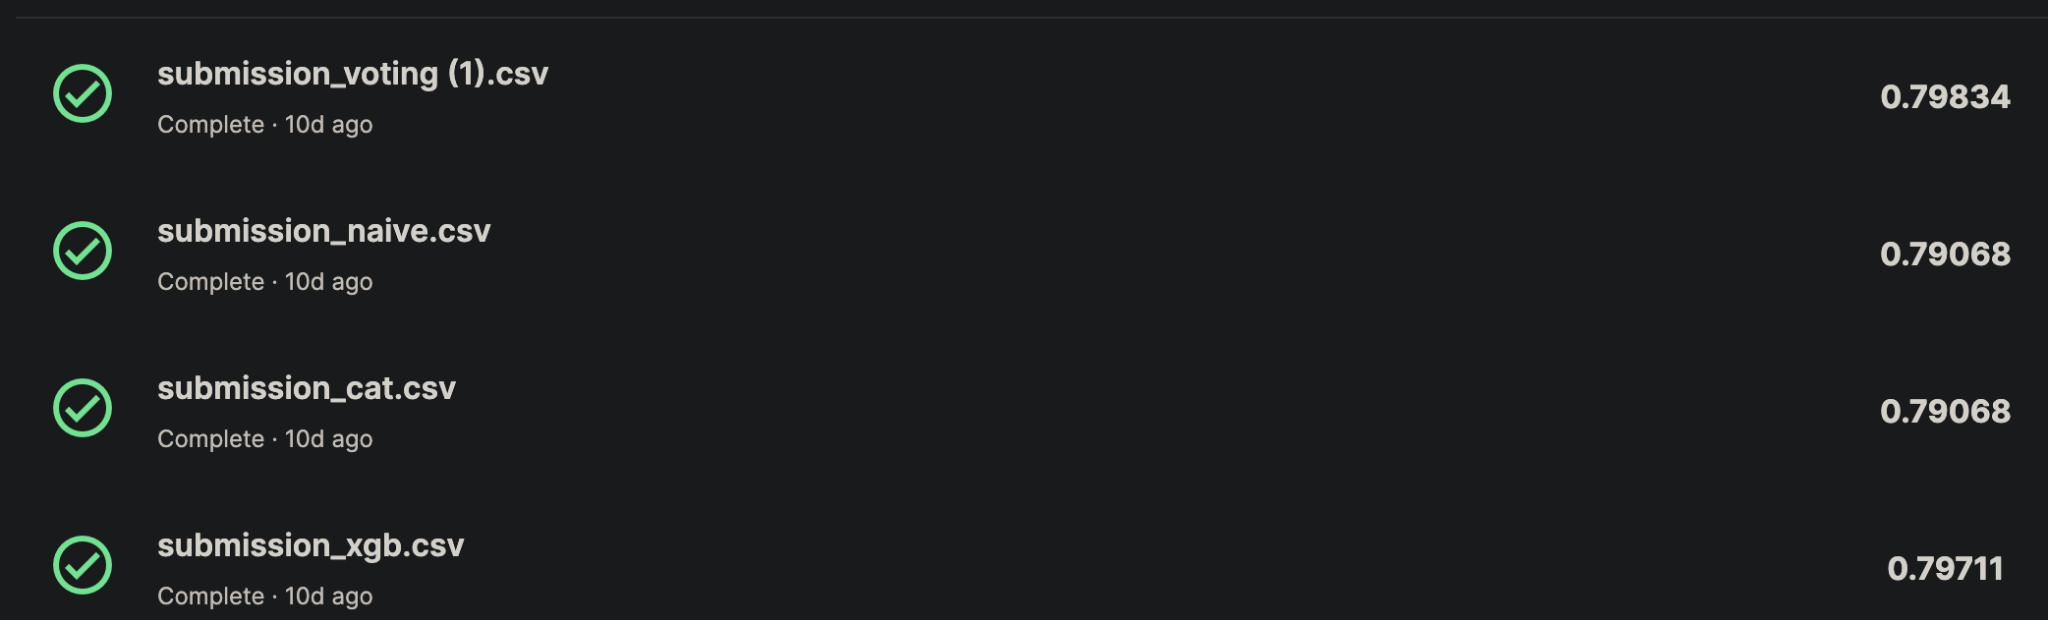 submission_voting (1).csv
0.79834
Complete · 10d ago
submission_naive.csv
0.79068
Complete · 10d ago
submission_cat.csv
0.79068
Complete · 10d ago
submission_xgb.csv
0.79711
Complete · 10d ago